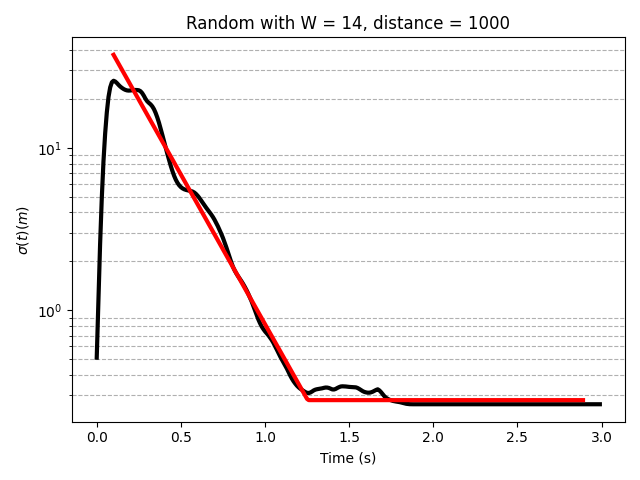 Random with W = 14, distance = 1000
σ(t)(m)
10¹
10⁰
0.0 0.5 1.0 1.5 2.0 2.5 3.0
Time (s)